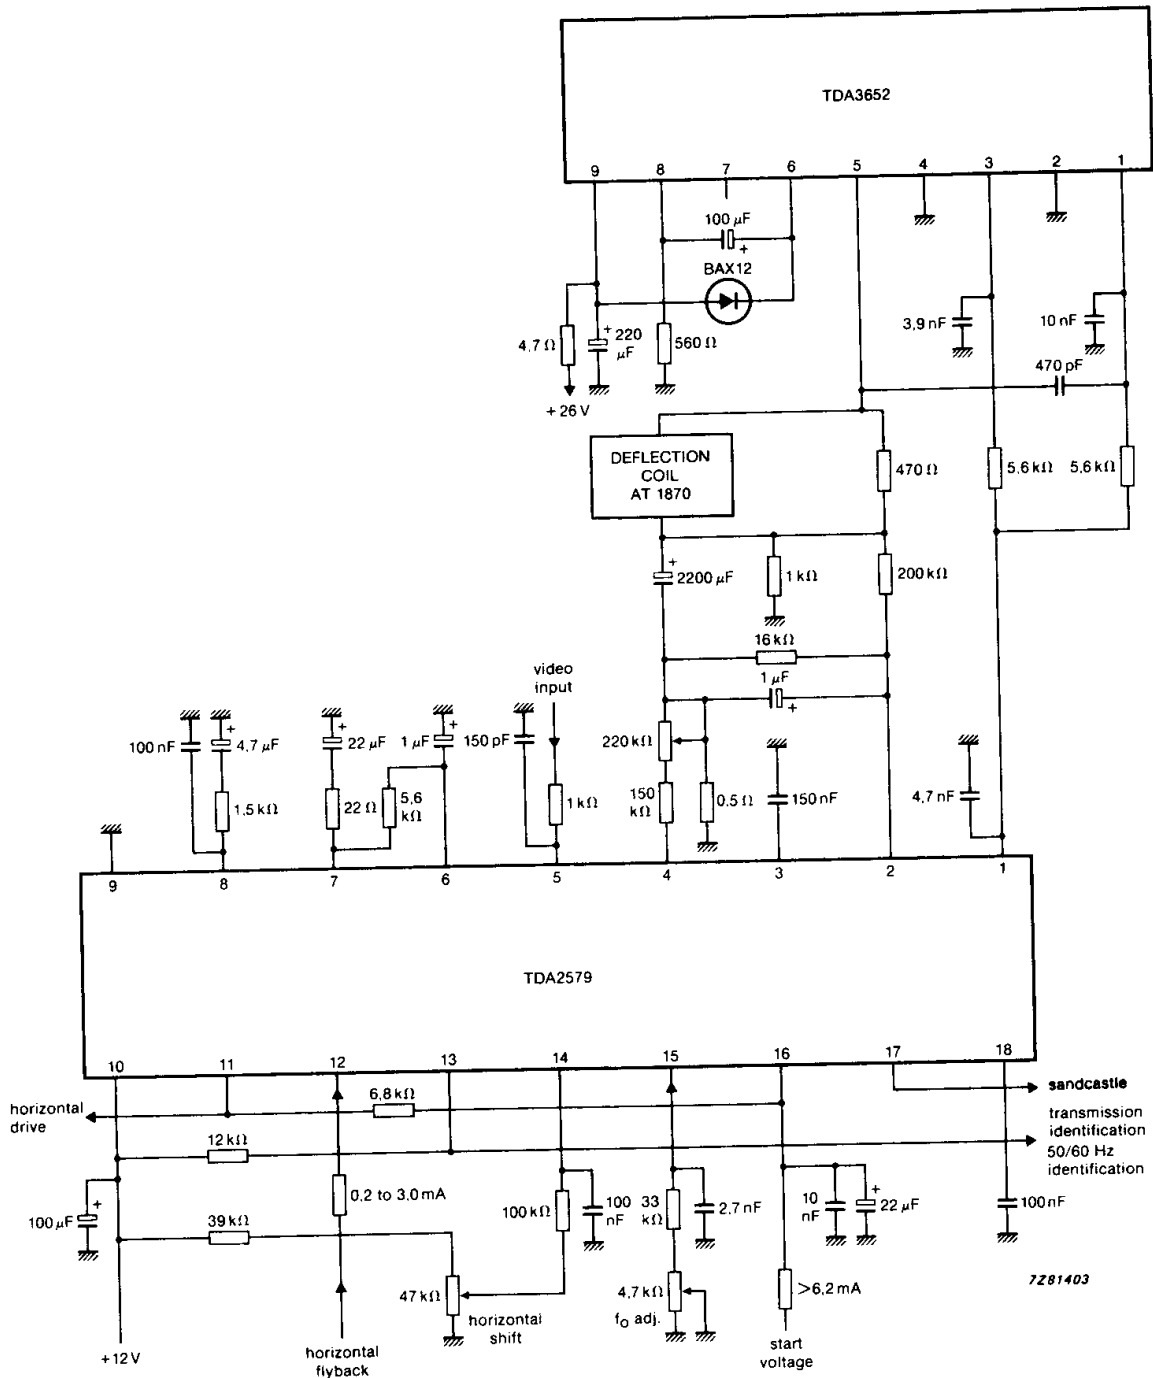 TDA3652
9 8 7 6 5 4 3 2 1
100 μF
+
BAX12
4,7 Ω
+
220
μF
560 Ω
3,9 nF
10 nF
470 pF
+26 V
DEFLECTION
COIL
AT 1870
470 Ω
5,6 kΩ
5,6 kΩ
+
2200 μF
1 kΩ
200 kΩ
16 kΩ
video
input
1 μF
+
100 nF
+
4,7 μF
+
22 μF
1 μF
+
150 pF
220 kΩ
1,5 kΩ
22 Ω
5,6
kΩ
1 kΩ
150
kΩ
0.5 Ω
150 nF
4,7 nF
9 8 7 6 5 4 3 2 1
TDA2579
10 11 12 13 14 15 16 17 18
horizontal
drive
6,8 kΩ
sandcastle
transmission
identification
50/60 Hz
identification
12 kΩ
+
100 μF
0.2 to 3,0 mA
39 kΩ
100 kΩ
100
nF
33
kΩ
2.7 nF
10
nF
+
22 μF
100 nF
47 kΩ
horizontal
shift
4,7 kΩ
fO adj.
>6,2 mA
7Z81403
+12 V
horizontal
flyback
start
voltage